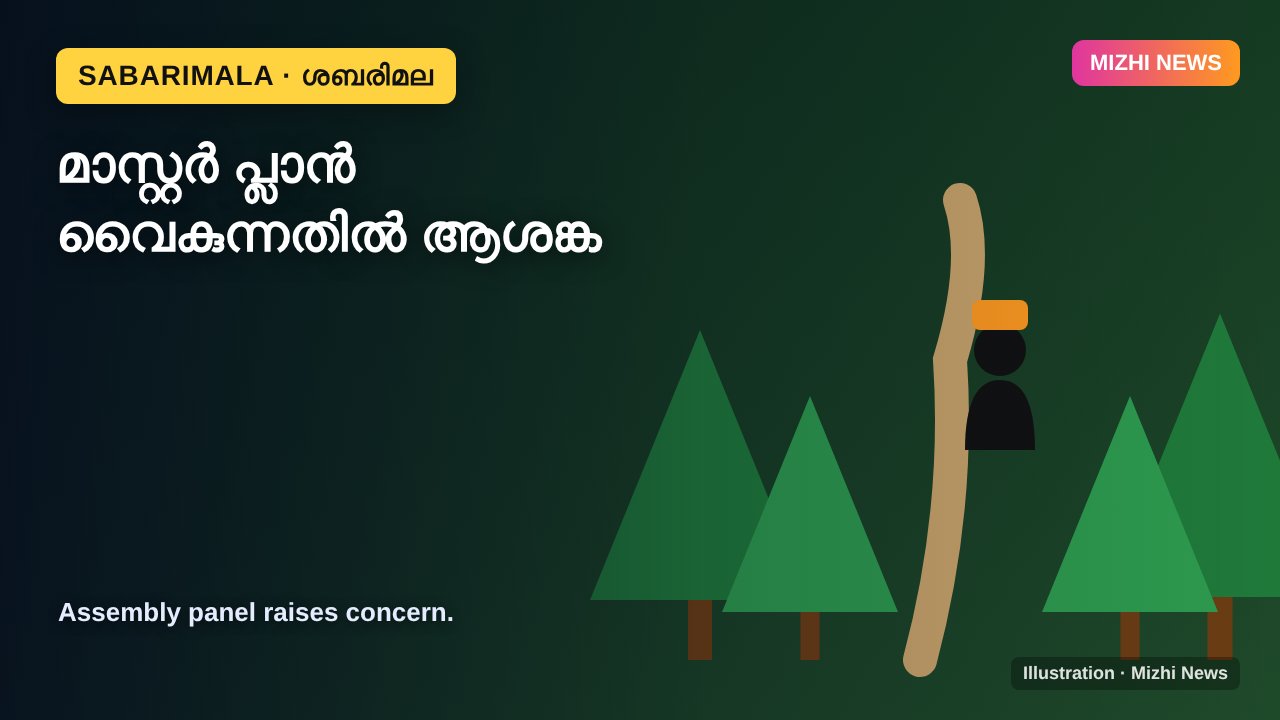 SABARIMALA · ശബരിമല
MIZHI NEWS
മാസ്റ്റർ പ്ലാൻ
വൈകുന്നതിൽ ആശങ്ക
Assembly panel raises concern.
Illustration · Mizhi News